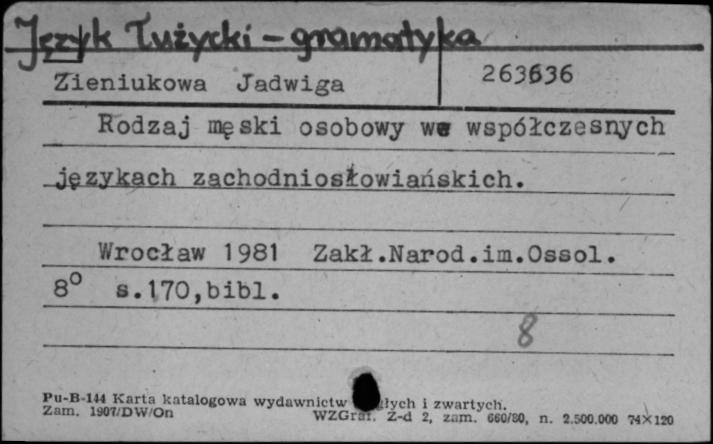 Język Łużycki - gramatyka
Zieniukowa Jadwiga 263636
Rodzaj męski osobowy we współczesnych
językach zachodniosłowiańskich.
Wrocław 1981 Zakł.Narod.im.Ossol.
8° s.170,bibl.
8
Pu-B-144 Karta katalogowa wydawnictw i zwartych.
Zam. 1907/DW/On WZGraf. Z-d 2, zam. 660/80, n. 2.500.000 74×120